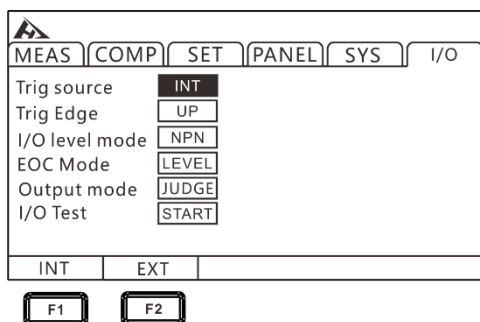 MEAS COMP SET PANEL SYS I/O
Trig source INT
Trig Edge UP
I/O level mode NPN
EOC Mode LEVEL
Output mode JUDGE
I/O Test START
INT EXT
F1 F2